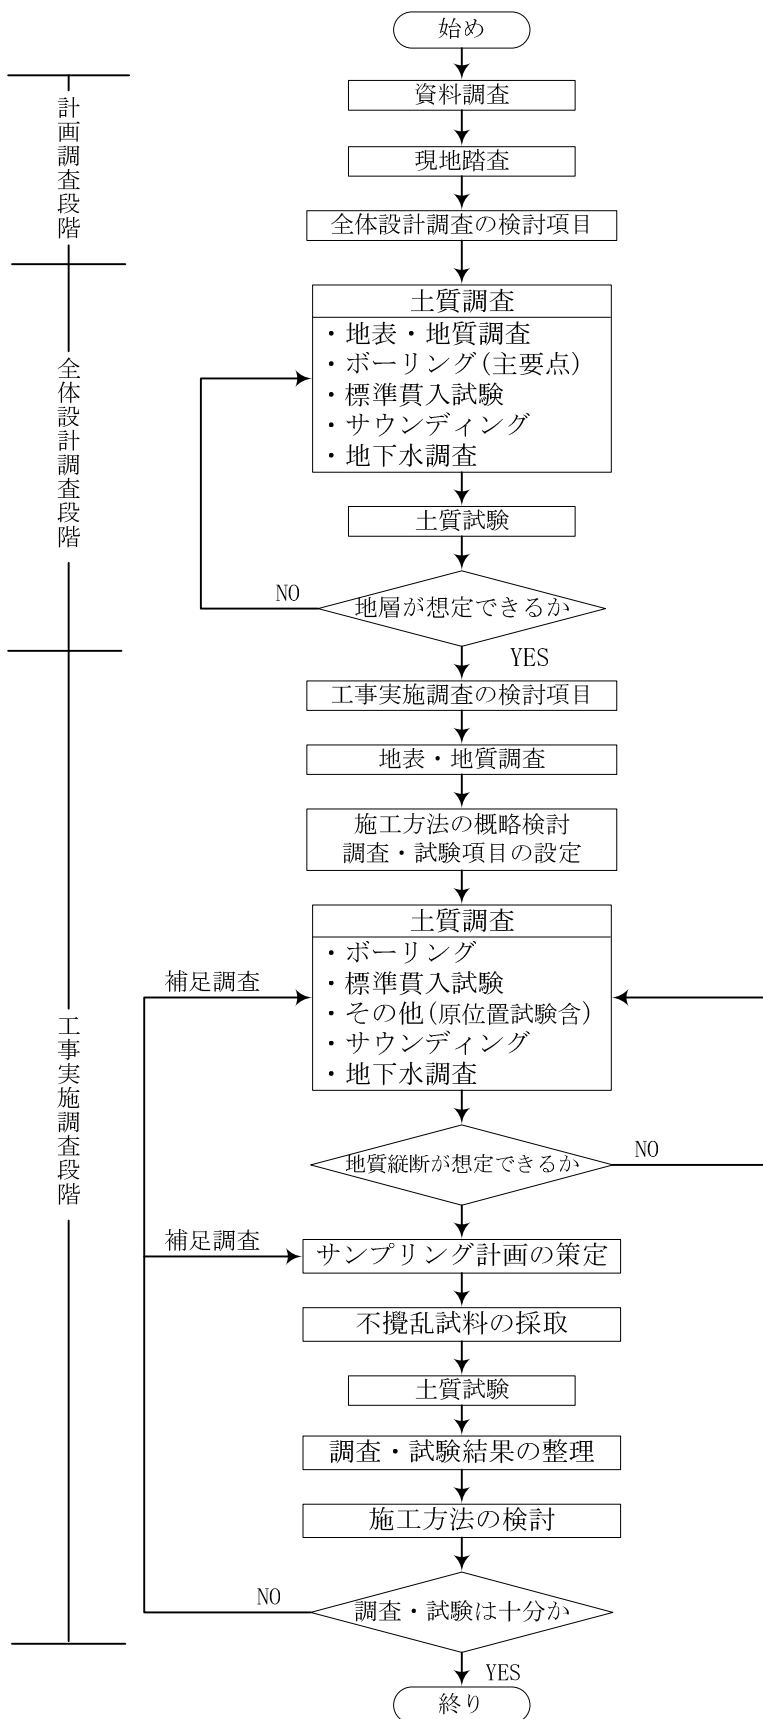 始め
計画調査段階
資料調査
現地踏査
全体設計調査の検討項目
全体設計調査段階
土質調査
・地表・地質調査
・ボーリング(主要点)
・標準貫入試験
・サウンディング
・地下水調査
土質試験
NO
地層が想定できるか
YES
工事実施調査段階
工事実施調査の検討項目
地表・地質調査
施工方法の概略検討
調査・試験項目の設定
土質調査
・ボーリング
・標準貫入試験
・その他(原位置試験含)
・サウンディング
・地下水調査
補足調査
地質縦断が想定できるか
NO
補足調査
サンプリング計画の策定
不攪乱試料の採取
土質試験
調査・試験結果の整理
施工方法の検討
NO
調査・試験は十分か
YES
終り